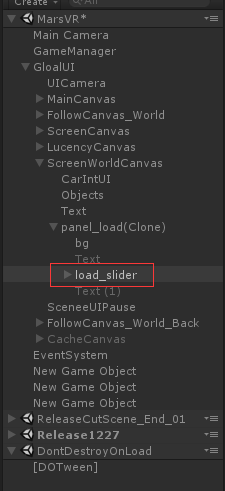 Create
All
MarsVR*
Main Camera
GameManager
GloalUI
UICamera
MainCanvas
FollowCanvas_World
ScreenCanvas
LucencyCanvas
ScreenWorldCanvas
CarIntUI
Objects
Text
panel_load(Clone)
bg
Text
load_slider
Text (1)
SceneeUIPause
FollowCanvas_World_Back
CacheCanvas
EventSystem
New Game Object
New Game Object
New Game Object
ReleaseCutScene_End_01
Release1227
DontDestroyOnLoad
[DOTween]